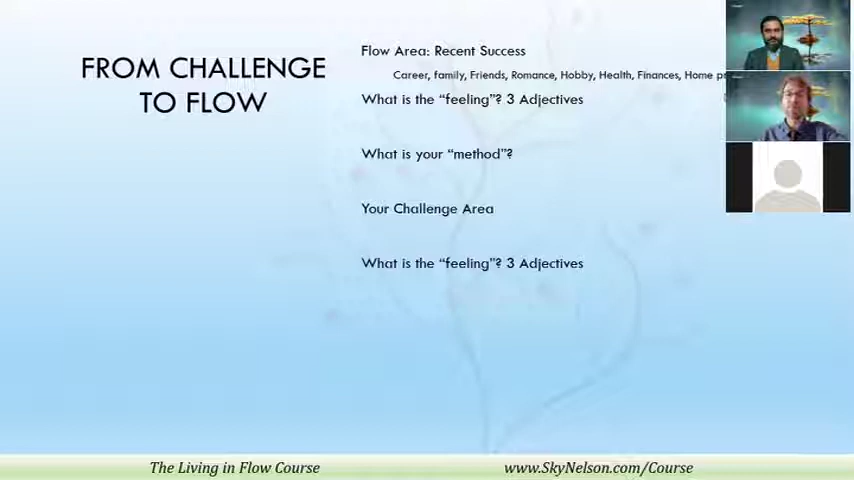 FROM CHALLENGE
TO FLOW
Flow Area: Recent Success
Career, family, Friends, Romance, Hobby, Health, Finances, Home
What is the “feeling”? 3 Adjectives
What is your “method”?
Your Challenge Area
What is the “feeling”? 3 Adjectives
The Living in Flow Course
www.SkyNelson.com/Course